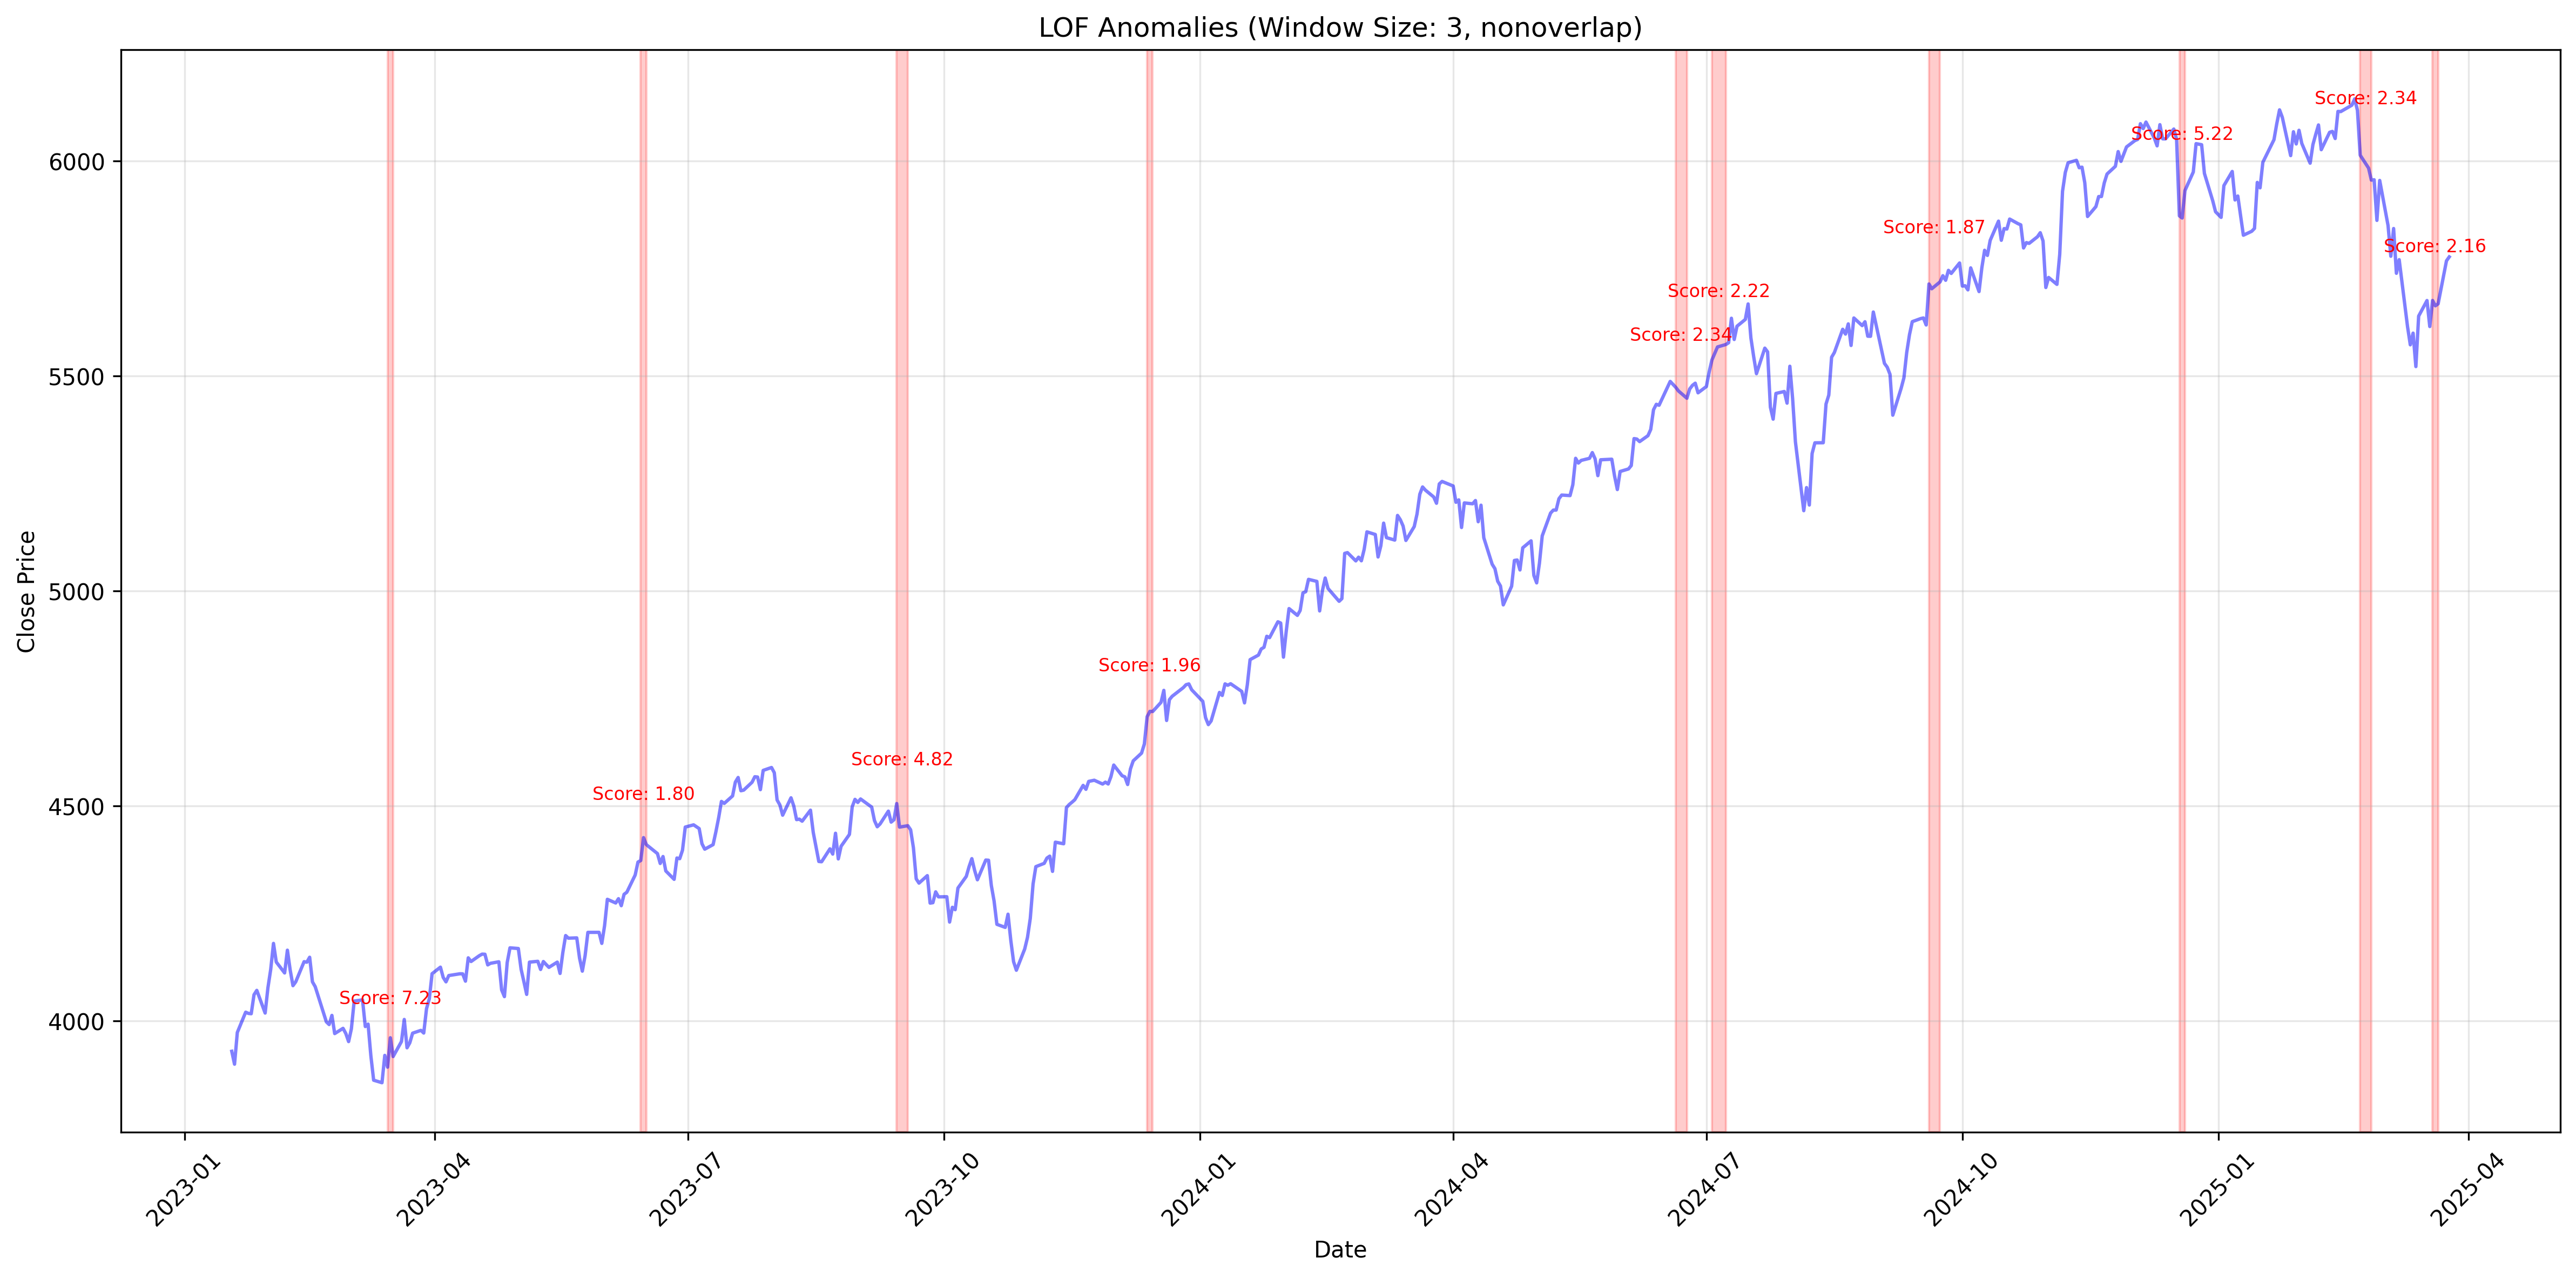 LOF Anomalies (Window Size: 3, nonoverlap)
Score: 2.34
Score: 5.22
6000
Score: 1.87
Score: 2.16
Score: 2.22
Score: 2.34
5500
5000
Score: 1.96
Score: 4.82
Score: 1.80
4500
Score: 7.23
4000
Close Price
2023-01
2023-04
2023-07
2023-10
2024-01
2024-04
2024-07
2024-10
2025-01
2025-04
Date